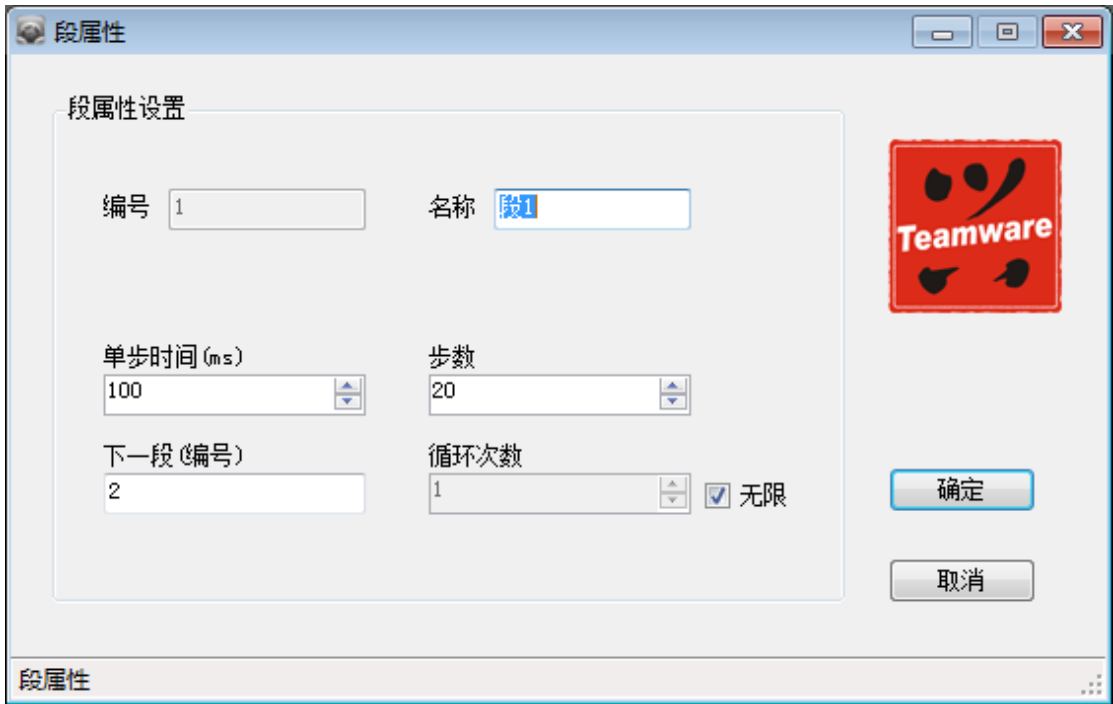 段属性
段属性设置
编号 1 名称 段1
Teamware
单步时间(ms) 步数
100 20
下一段(编号) 循环次数
2 1 无限
确定
取消
段属性